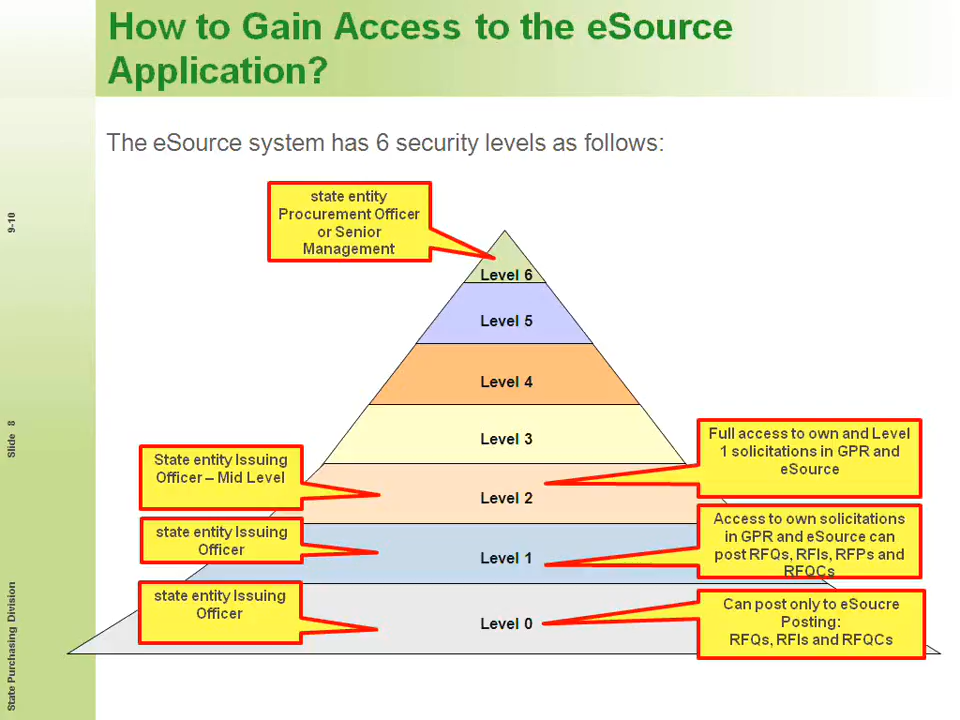 How to Gain Access to the eSource
Application?
The eSource system has 6 security levels as follows:
state entity
Procurement Officer
or Senior
Management
Level 6
Level 5
Level 4
Level 3
Full access to own and Level
1 solicitations in GPR and
eSource
State entity Issuing
Officer – Mid Level
Level 2
Access to own solicitations
in GPR and eSource can
post RFQs, RFIs, RFPs and
RFQCs
state entity Issuing
Officer
Level 1
state entity Issuing
Officer
Level 0
Can post only to eSoucre
Posting:
RFQs, RFIs and RFQCs
9-10
Slide 8
State Purchasing Division